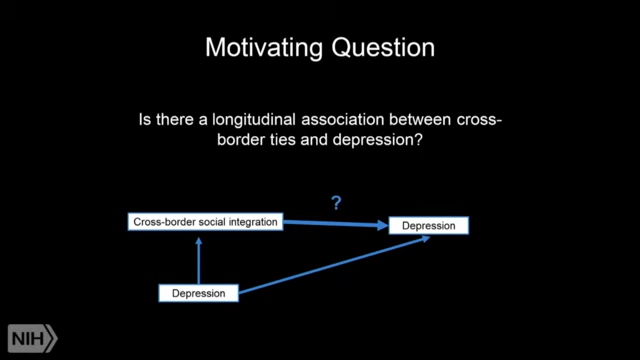 Motivating Question
Is there a longitudinal association between cross-
border ties and depression?
?
Cross-border social integration
Depression
Depression
NIH